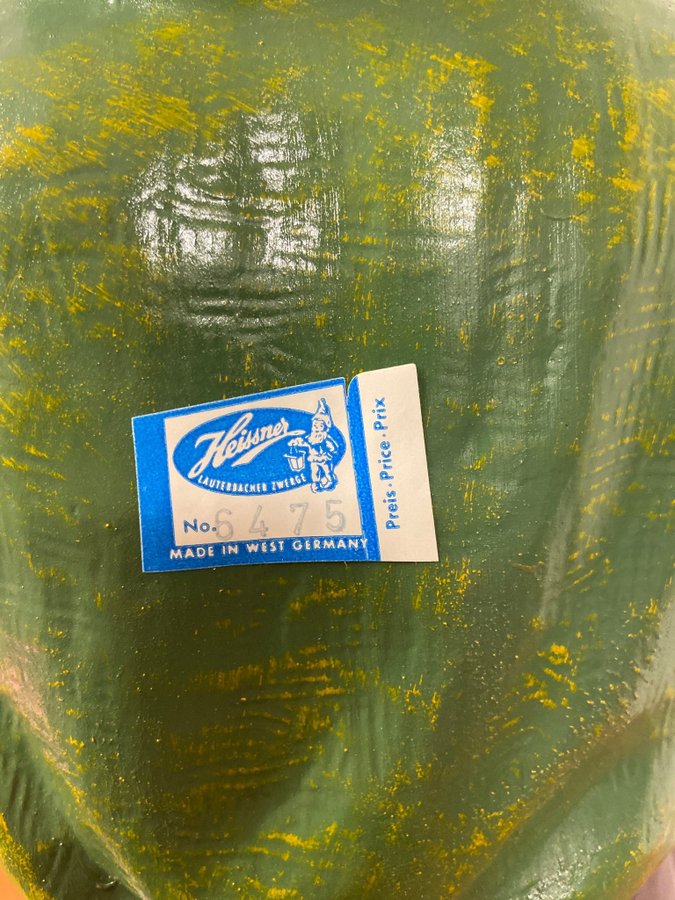 Heissner
LAUTERBACHER ZWERGE
No. 6475
MADE IN WEST GERMANY
Preis · Price · Prix